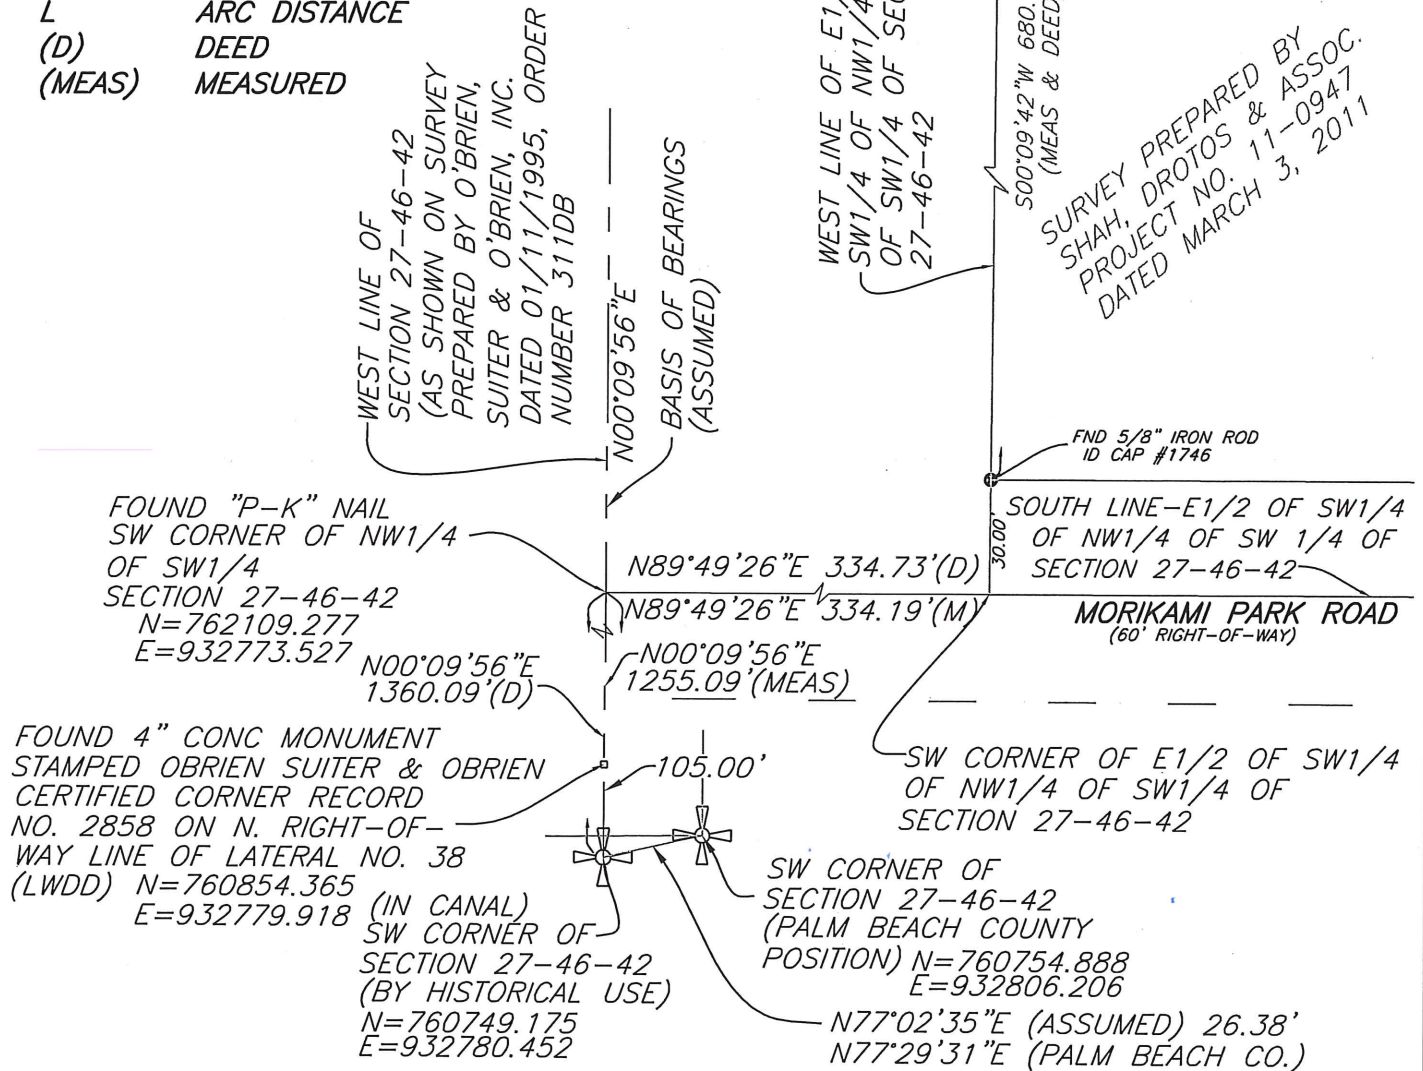 L ARC DISTANCE
(D) DEED
(MEAS) MEASURED
WEST LINE OF
SECTION 27-46-42
(AS SHOWN ON SURVEY
PREPARED BY O'BRIEN,
SUITER & O'BRIEN, INC.
DATED 01/11/1995, ORDER
NUMBER 311DB
N00°09'56"E
BASIS OF BEARINGS
(ASSUMED)
WEST LINE OF E1/
SW1/4 OF NW1/4
OF SW1/4 OF SEC
27-46-42
S00°09'42"W 680.
(MEAS & DEED
SURVEY PREPARED BY
SHAH, DROTOS & ASSOC.
PROJECT NO. 11-0947
DATED MARCH 3, 2011
FND 5/8" IRON ROD
ID CAP #1746
30.00'
SOUTH LINE-E1/2 OF SW1/4
OF NW1/4 OF SW 1/4 OF
SECTION 27-46-42
MORIKAMI PARK ROAD
(60' RIGHT-OF-WAY)
FOUND "P-K" NAIL
SW CORNER OF NW1/4
OF SW1/4
SECTION 27-46-42
N=762109.277
E=932773.527
N89°49'26"E 334.73'(D)
N89°49'26"E 334.19'(M)
N00°09'56"E
1360.09'(D)
N00°09'56"E
1255.09'(MEAS)
FOUND 4" CONC MONUMENT
STAMPED OBRIEN SUITER & OBRIEN
CERTIFIED CORNER RECORD
NO. 2858 ON N. RIGHT-OF-
WAY LINE OF LATERAL NO. 38
(LWDD) N=760854.365
E=932779.918
105.00'
SW CORNER OF E1/2 OF SW1/4
OF NW1/4 OF SW1/4 OF
SECTION 27-46-42
(IN CANAL)
SW CORNER OF
SECTION 27-46-42
(BY HISTORICAL USE)
N=760749.175
E=932780.452
SW CORNER OF
SECTION 27-46-42
(PALM BEACH COUNTY
POSITION) N=760754.888
E=932806.206
N77°02'35"E (ASSUMED) 26.38'
N77°29'31"E (PALM BEACH CO.)